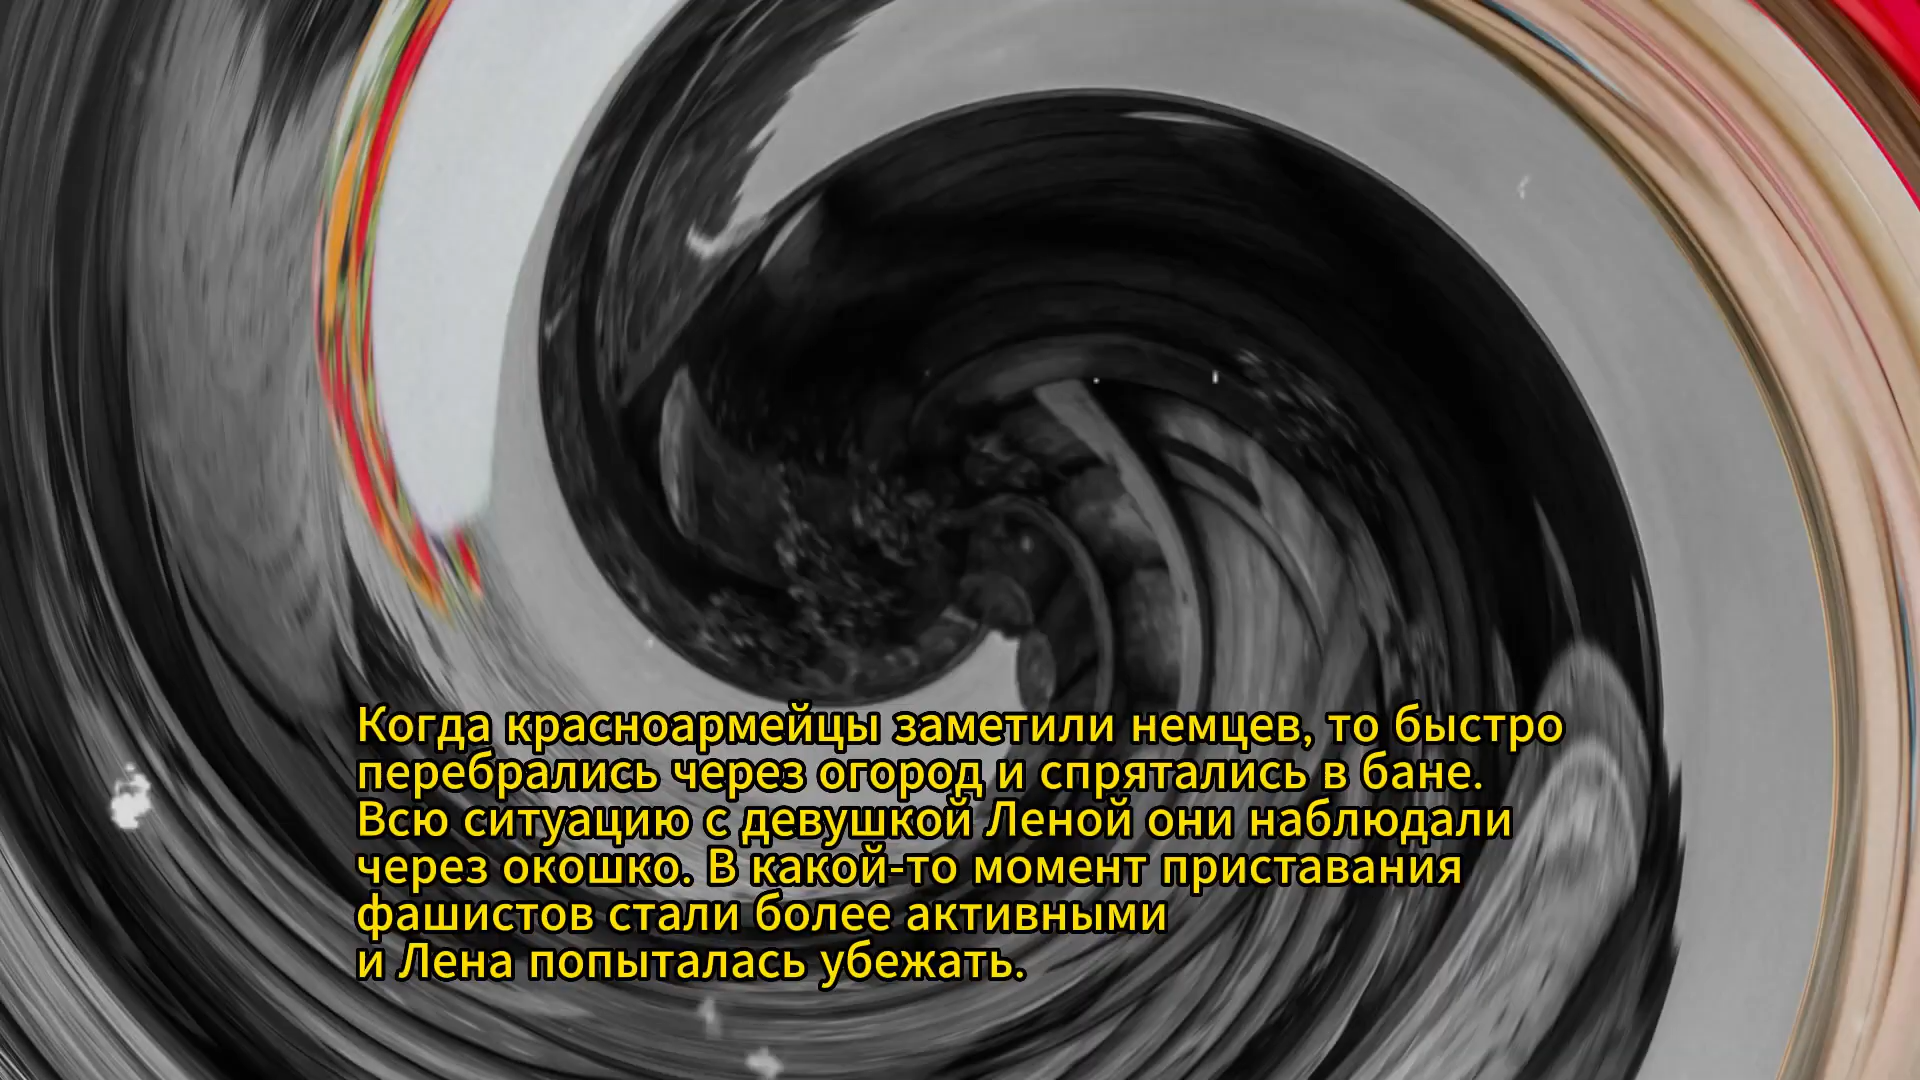 Когда красноармейцы заметили немцев, то быстро
перебрались через огород и спрятались в бане.
Всю ситуацию с девушкой Леной они наблюдали
через окошко. В какой-то момент приставания
фашистов стали более активными
и Лена попыталась убежать.